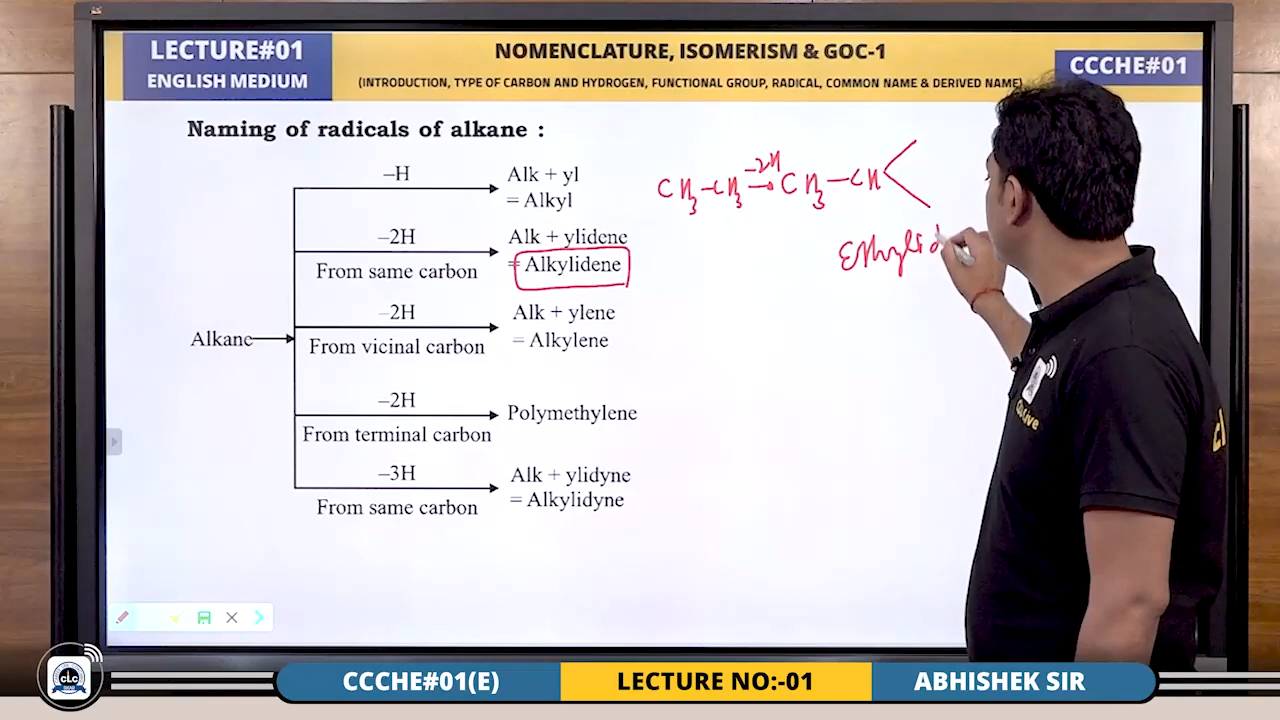 LECTURE#01
ENGLISH MEDIUM
NOMENCLATURE, ISOMERISM & GOC-1
(INTRODUCTION, TYPE OF CARBON AND HYDROGEN, FUNCTIONAL GROUP, RADICAL, COMMON NAME & DERIVED NAME)
CCCHE#01
Naming of radicals of alkane :
–H
Alk + yl
= Alkyl
–2H
From same carbon
Alk + ylidene
= Alkylidene
–2H
From vicinal carbon
Alk + ylene
= Alkylene
Alkane
–2H
From terminal carbon
Polymethylene
–3H
From same carbon
Alk + ylidyne
= Alkylidyne
CH3–CH3 –2H→ CH3–CH<
Ethylid
CLC
CCCHE#01(E)
LECTURE NO:-01
ABHISHEK SIR